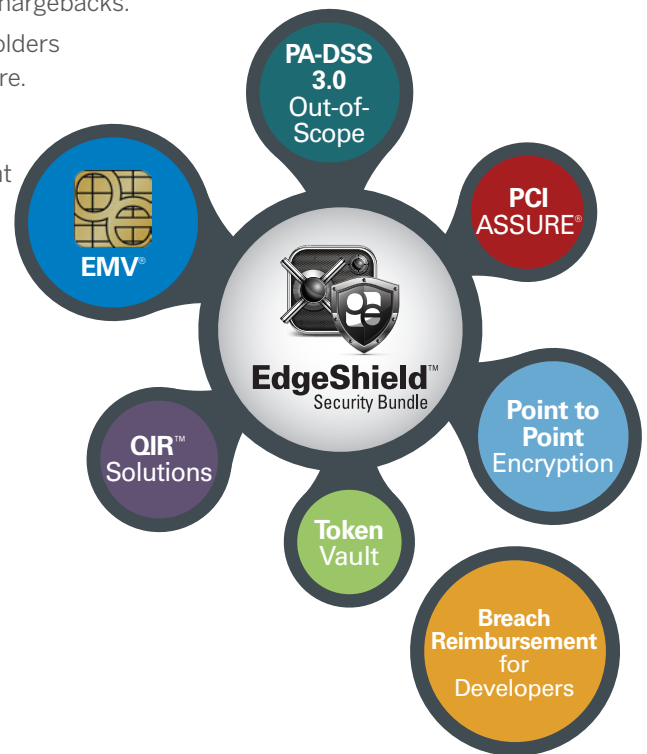 hargebacks.
olders
re.
at
PA-DSS
3.0
Out-of-
Scope
PCI
ASSURE®
EMV®
EdgeShield™
Security Bundle
Point to
Point
Encryption
QIR™
Solutions
Token
Vault
Breach
Reimbursement
for
Developers